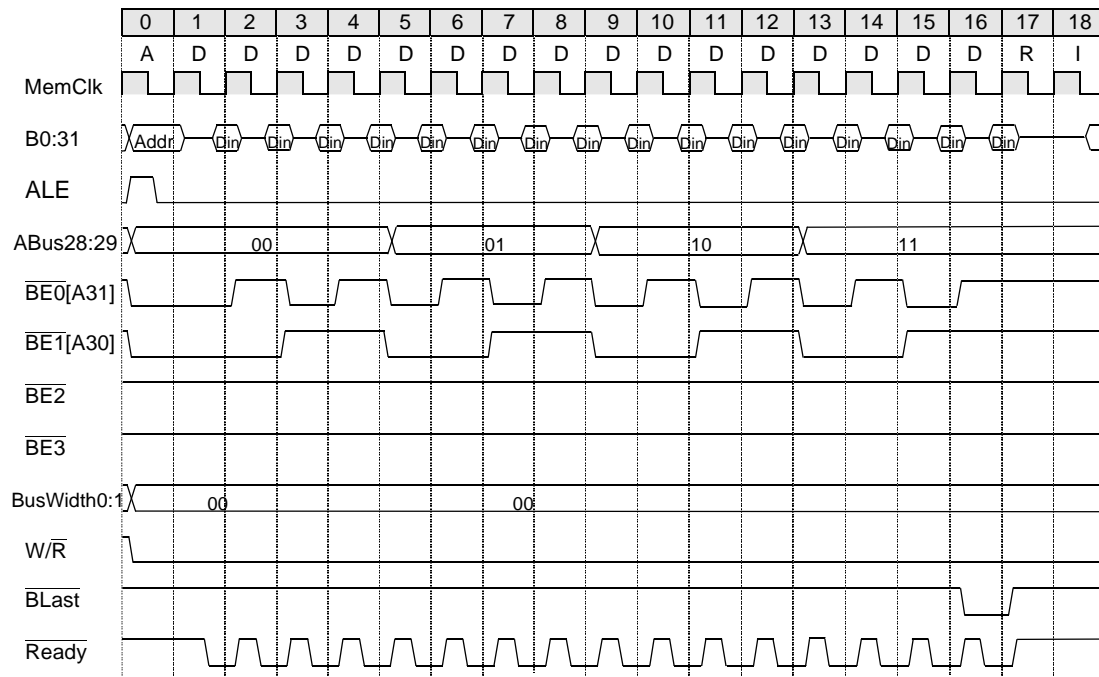 0 1 2 3 4 5 6 7 8 9 10 11 12 13 14 15 16 17 18
A D D D D D D D D D D D D D D D D R I
MemClk
B0:31 Addr Din Din Din Din Din Din Din Din Din Din Din Din Din Din Din Din
ALE
ABus28:29 00 01 10 11
BE0[A31]
BE1[A30]
BE2
BE3
BusWidth0:1 00 00
W/R
BLast
Ready